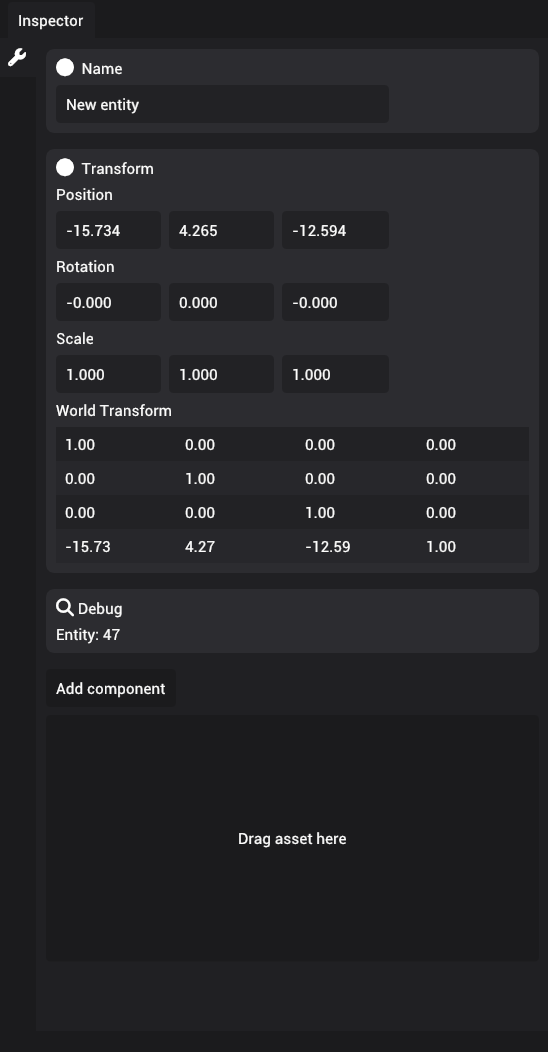 Inspector
Name
New entity
Transform
Position
-15.734 4.265 -12.594
Rotation
-0.000 0.000 -0.000
Scale
1.000 1.000 1.000
World Transform
1.00 0.00 0.00 0.00
0.00 1.00 0.00 0.00
0.00 0.00 1.00 0.00
-15.73 4.27 -12.59 1.00
Debug
Entity: 47
Add component
Drag asset here